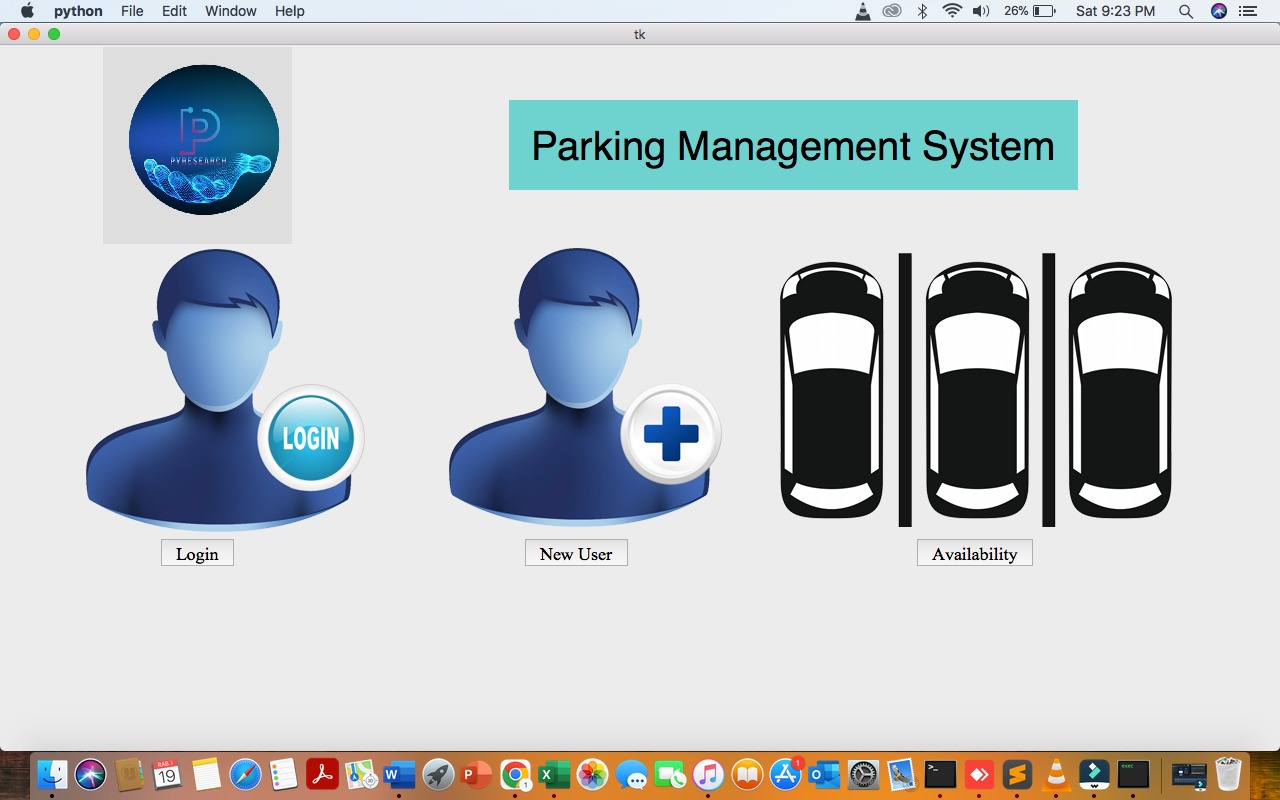 python File Edit Window Help 26% Sat 9:23 PM
tk
P
PYRESEARCH
Parking Management System
LOGIN
Login
New User
Availability
RAB. I
19
W
P
1
X
1
O
>_
S
W
exec